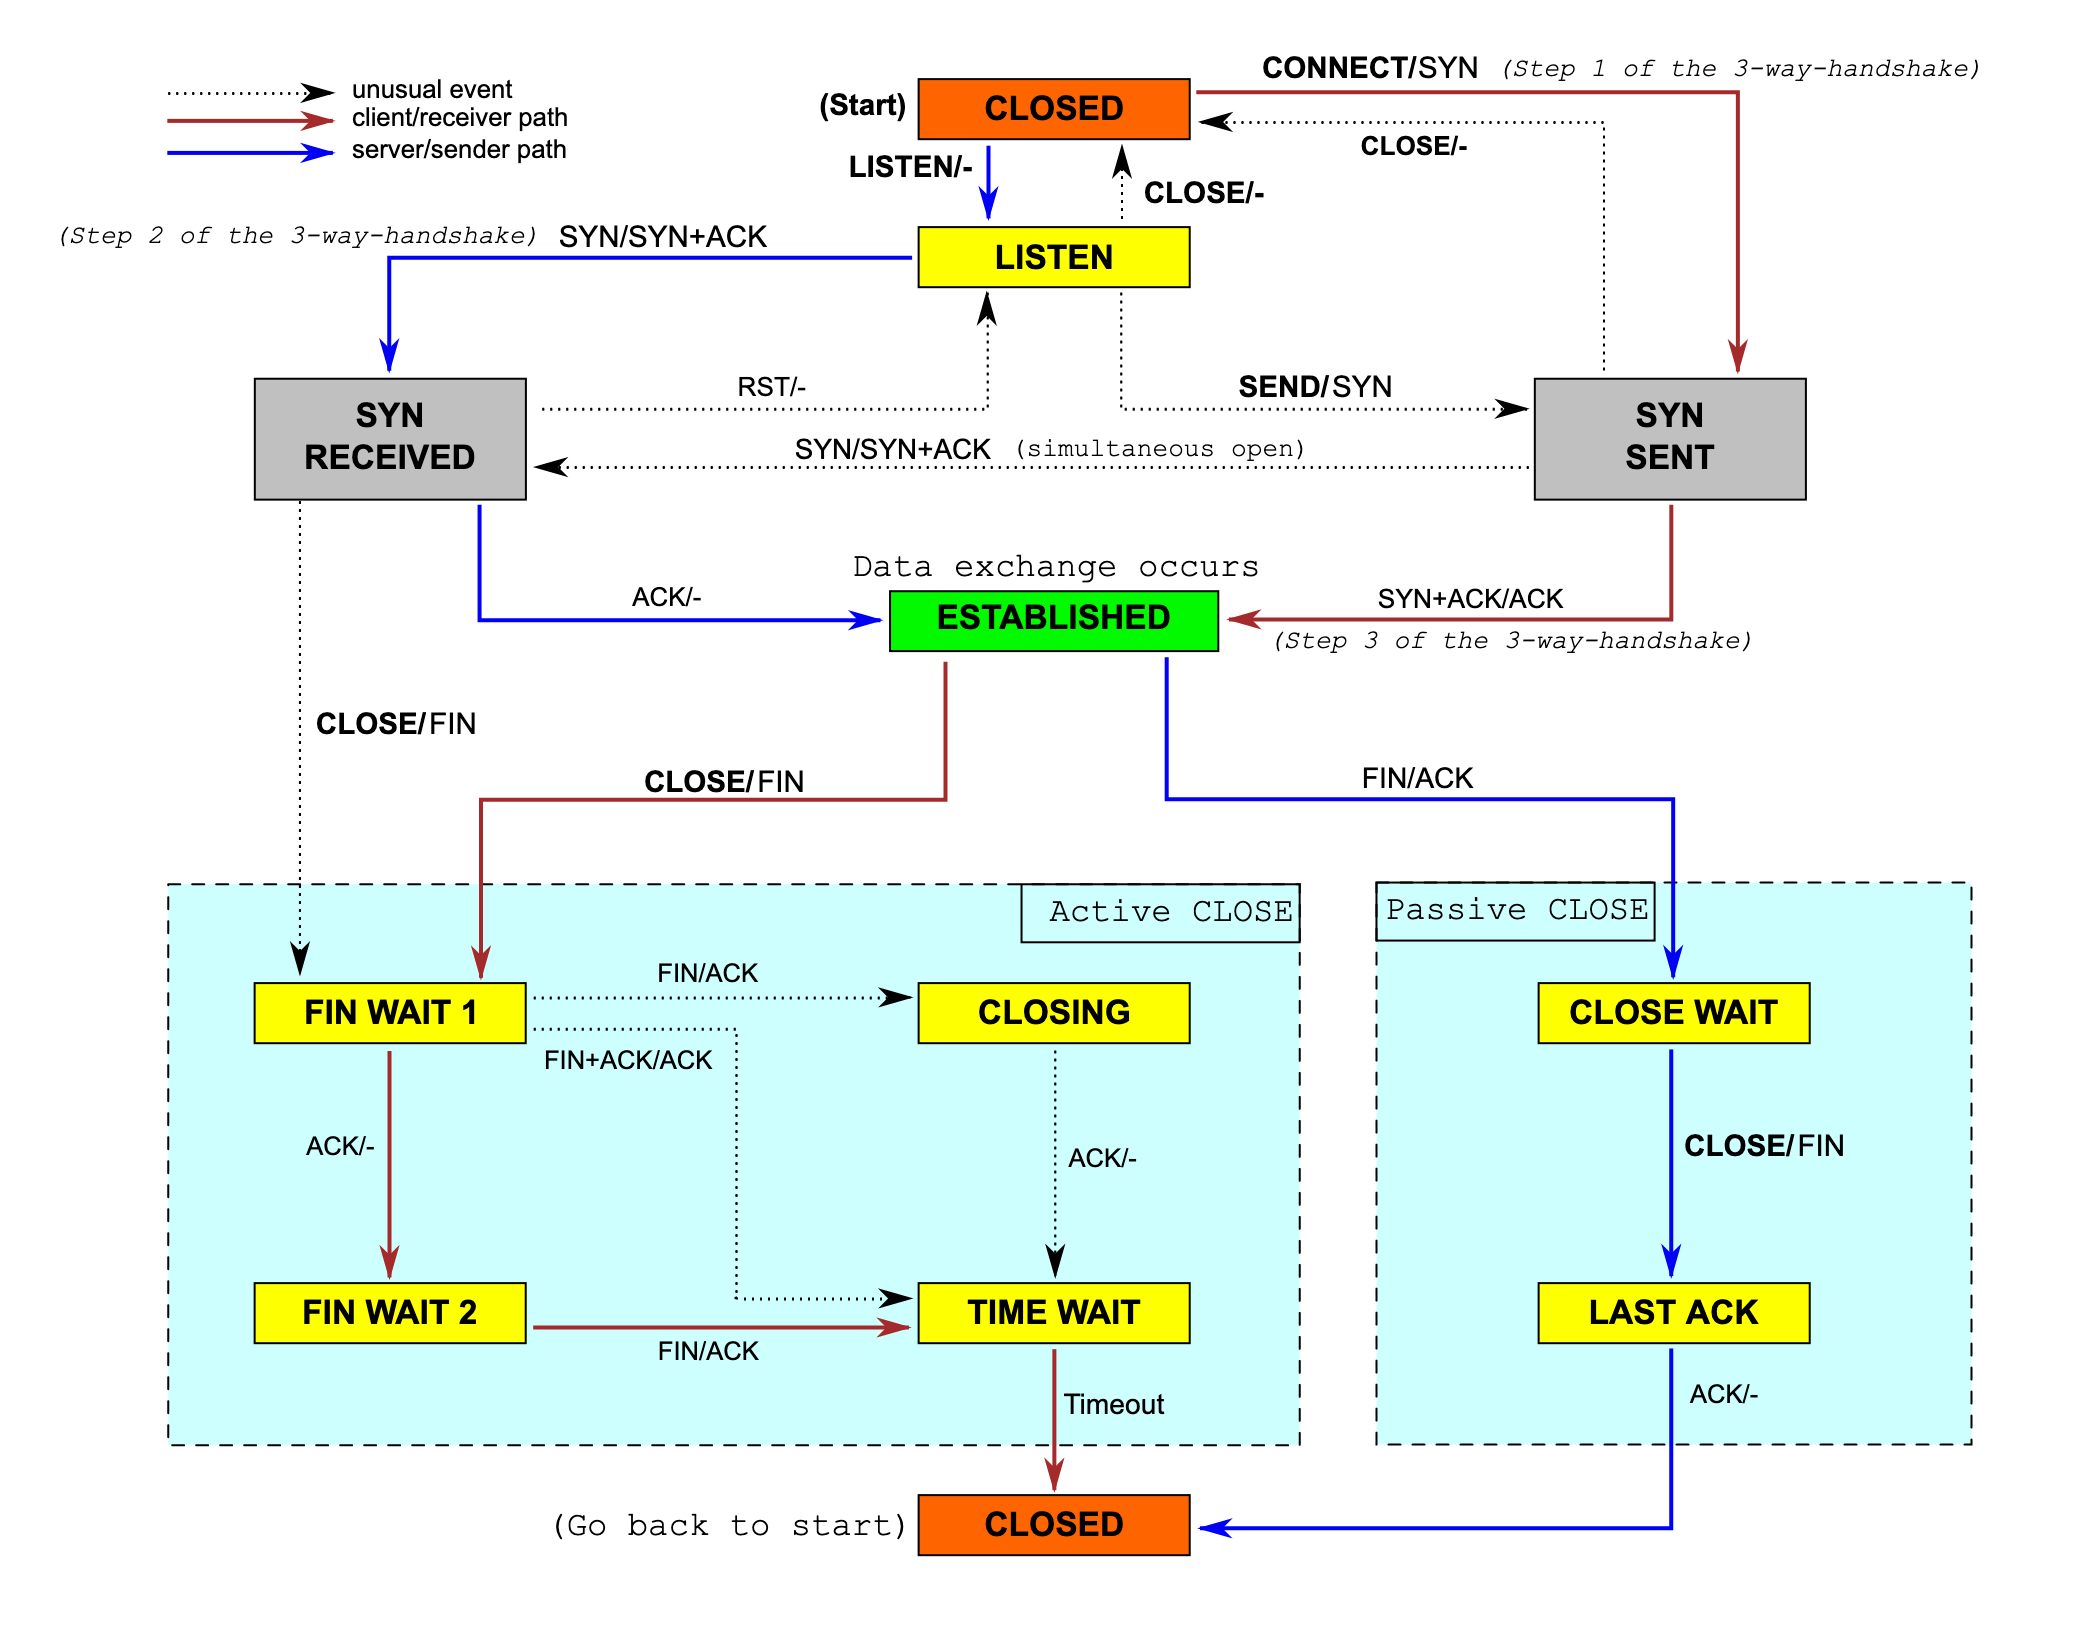 CONNECT/SYN (Step 1 of the 3-way-handshake)
unusual event
client/receiver path
server/sender path
(Start)
CLOSED
CLOSE/-
LISTEN/-
CLOSE/-
(Step 2 of the 3-way-handshake) SYN/SYN+ACK
LISTEN
RST/-
SEND/SYN
SYN
RECEIVED
SYN
SENT
SYN/SYN+ACK (simultaneous open)
Data exchange occurs
ACK/-
ESTABLISHED
SYN+ACK/ACK
(Step 3 of the 3-way-handshake)
CLOSE/FIN
CLOSE/FIN
FIN/ACK
Active CLOSE
Passive CLOSE
FIN/ACK
FIN WAIT 1
CLOSING
CLOSE WAIT
FIN+ACK/ACK
ACK/-
ACK/-
CLOSE/FIN
FIN WAIT 2
TIME WAIT
LAST ACK
FIN/ACK
Timeout
ACK/-
(Go back to start)
CLOSED